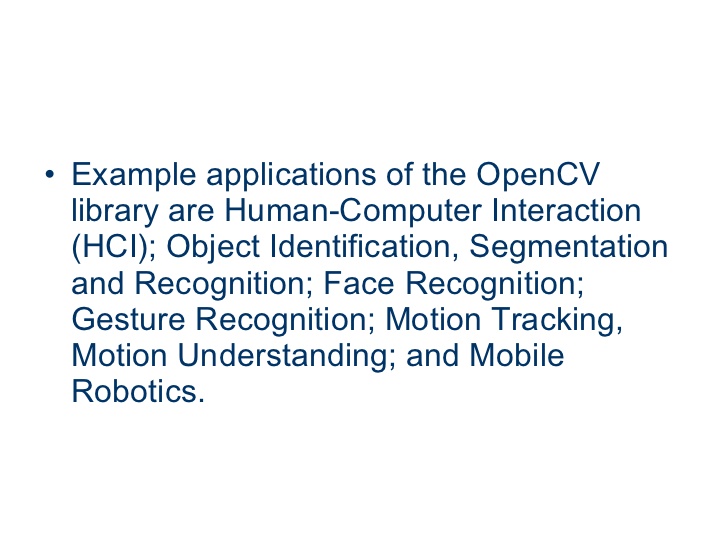 • Example applications of the OpenCV
library are Human-Computer Interaction
(HCI); Object Identification, Segmentation
and Recognition; Face Recognition;
Gesture Recognition; Motion Tracking,
Motion Understanding; and Mobile
Robotics.